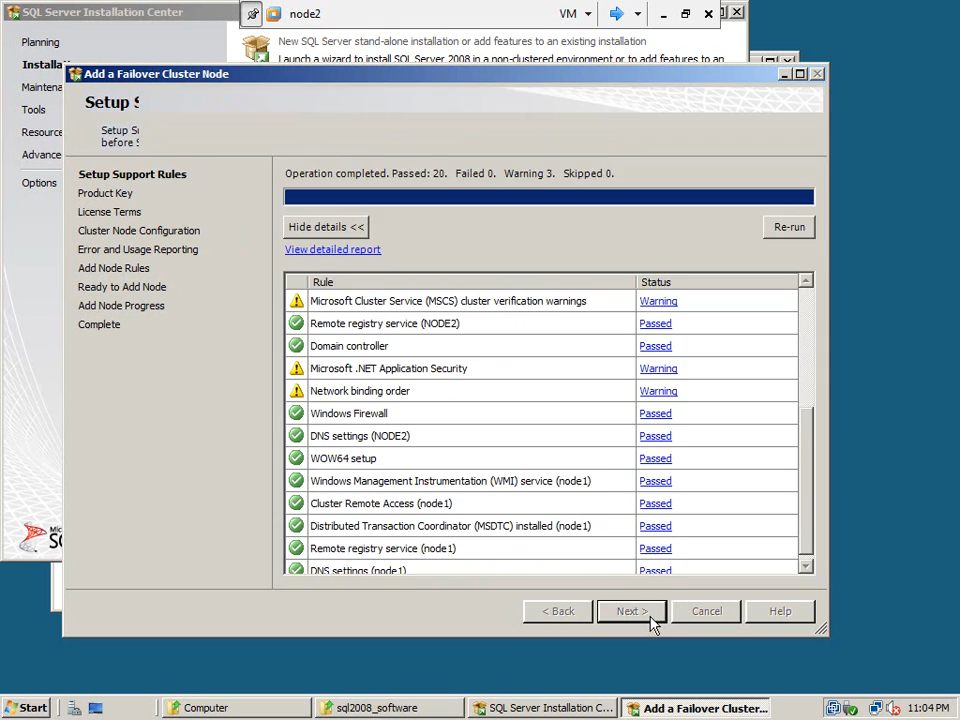 SQL Server Installation Center
node2
VM
Planning
Installa
Maintena
Tools
Resource
Advance
Options
New SQL Server stand-alone installation or add features to an existing installation
Launch a wizard to install SQL Server 2008 in a non-clustered environment or to add features to an
Add a Failover Cluster Node
Setup S
Setup Su
before S
Setup Support Rules
Product Key
License Terms
Cluster Node Configuration
Error and Usage Reporting
Add Node Rules
Ready to Add Node
Add Node Progress
Complete
Operation completed. Passed: 20.  Failed 0.  Warning 3.  Skipped 0.
Hide details <<
Re-run
View detailed report
Rule Status
Microsoft Cluster Service (MSCS) cluster verification warnings Warning
Remote registry service (NODE2) Passed
Domain controller Passed
Microsoft .NET Application Security Warning
Network binding order Warning
Windows Firewall Passed
DNS settings (NODE2) Passed
WOW64 setup Passed
Windows Management Instrumentation (WMI) service (node1) Passed
Cluster Remote Access (node1) Passed
Distributed Transaction Coordinator (MSDTC) installed (node1) Passed
Remote registry service (node1) Passed
DNS settings (node1) Passed
< Back
Next >
Cancel
Help
Start
Computer
sql2008_software
SQL Server Installation C...
Add a Failover Cluster...
11:04 PM